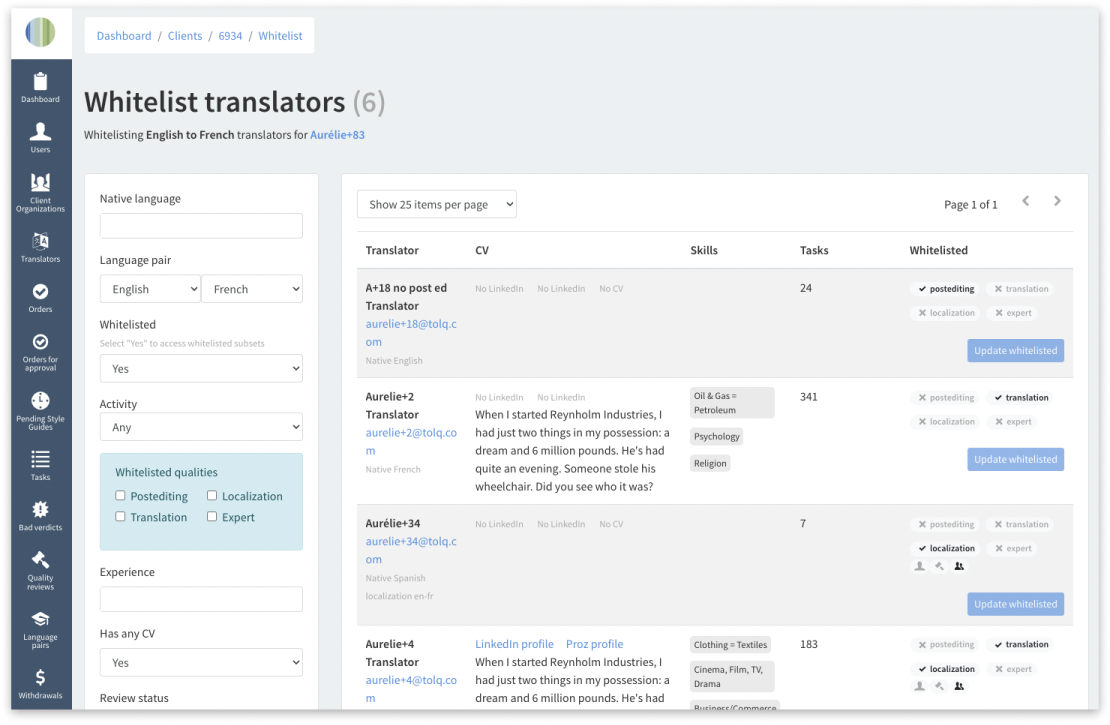 Dashboard / Clients / 6934 / Whitelist
Dashboard
Users
Client
Organizations
Translators
Orders
Orders for
approval
Pending Style
Guides
Tasks
Bad verdicts
Quality
reviews
Language
pairs
Withdrawals
Whitelist translators (6)
Whitelisting English to French translators for Aurélie+83
Native language
Language pair
English French
Whitelisted
Select "Yes" to access whitelisted subsets
Yes
Activity
Any
Whitelisted qualities
Postediting Localization
Translation Expert
Experience
Has any CV
Yes
Review status
Show 25 items per page
Page 1 of 1
Translator CV Skills Tasks Whitelisted
A+18 no post ed
Translator
aurelie+18@tolq.c
om
Native English
No LinkedIn No LinkedIn No CV
24
postediting translation
localization expert
Update whitelisted
Aurelie+2
Translator
aurelie+2@tolq.co
m
Native French
No LinkedIn No LinkedIn
When I started Reynholm Industries, I
had just two things in my possession: a
dream and 6 million pounds. He's had
quite an evening. Someone stole his
wheelchair. Did you see who it was?
Oil & Gas =
Petroleum
Psychology
Religion
341
postediting translation
localization expert
Update whitelisted
Aurélie+34
aurelie+34@tolq.c
om
Native Spanish
localization en-fr
No LinkedIn No LinkedIn No CV
7
postediting translation
localization expert
Update whitelisted
Aurelie+4
Translator
aurelie+4@tolq.co
m
LinkedIn profile Proz profile
When I started Reynholm Industries, I
had just two things in my possession: a
dream and 6 million pounds. He's had
Clothing = Textiles
Cinema, Film, TV,
Drama
Business/Commerce
183
postediting translation
localization expert